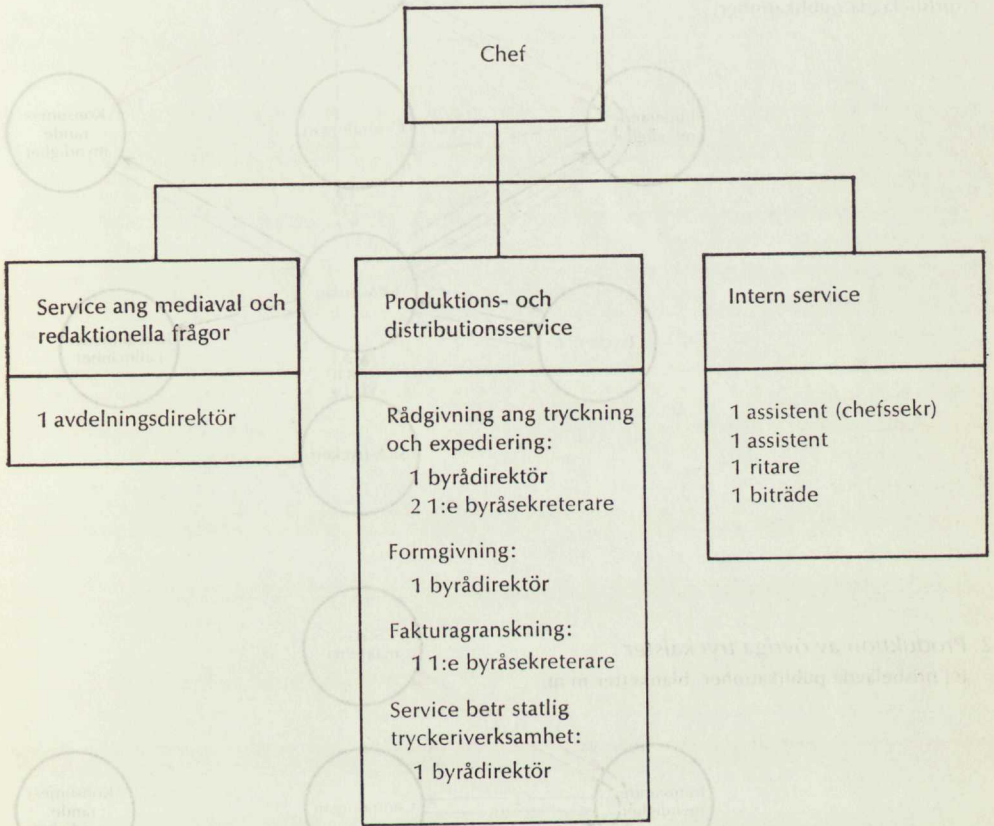 Chef
Service ang mediaval och
redaktionella frågor
1 avdelningsdirektör
Produktions- och
distributionsservice
Rådgivning ang tryckning
och expediering:
1 byrådirektör
2 1:e byråsekreterare
Formgivning:
1 byrådirektör
Fakturagranskning:
1 1:e byråsekreterare
Service betr statlig
tryckeriverksamhet:
1 byrådirektör
Intern service
1 assistent (chefssekr)
1 assistent
1 ritare
1 biträde